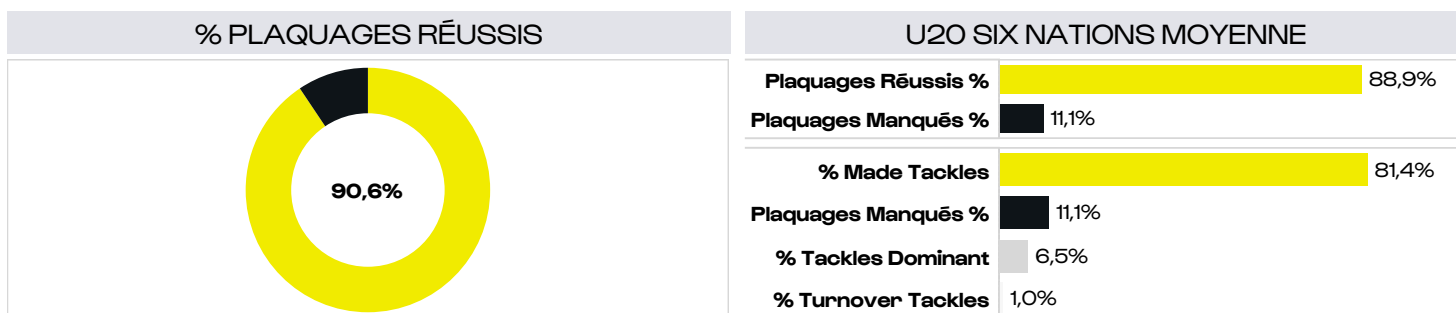 % PLAQUAGES RÉUSSIS
90,6%
U20 SIX NATIONS MOYENNE
Plaquages Réussis % 88,9%
Plaquages Manqués % 11,1%
% Made Tackles 81,4%
Plaquages Manqués % 11,1%
% Tackles Dominant 6,5%
% Turnover Tackles 1,0%